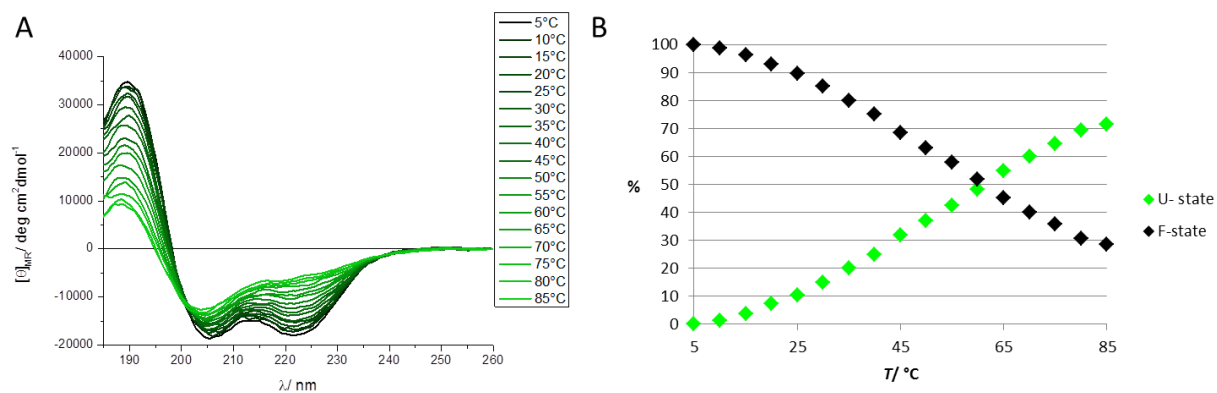 A
[Θ]MR/ deg cm²dmol⁻¹
40000
30000
20000
10000
0
-10000
-20000
190
200
210
220
230
240
250
260
λ/ nm
5°C
10°C
15°C
20°C
25°C
30°C
35°C
40°C
45°C
50°C
55°C
60°C
65°C
70°C
75°C
80°C
85°C
B
%
100
90
80
70
60
50
40
30
20
10
0
5
25
45
65
85
T/ °C
U- state
F-state